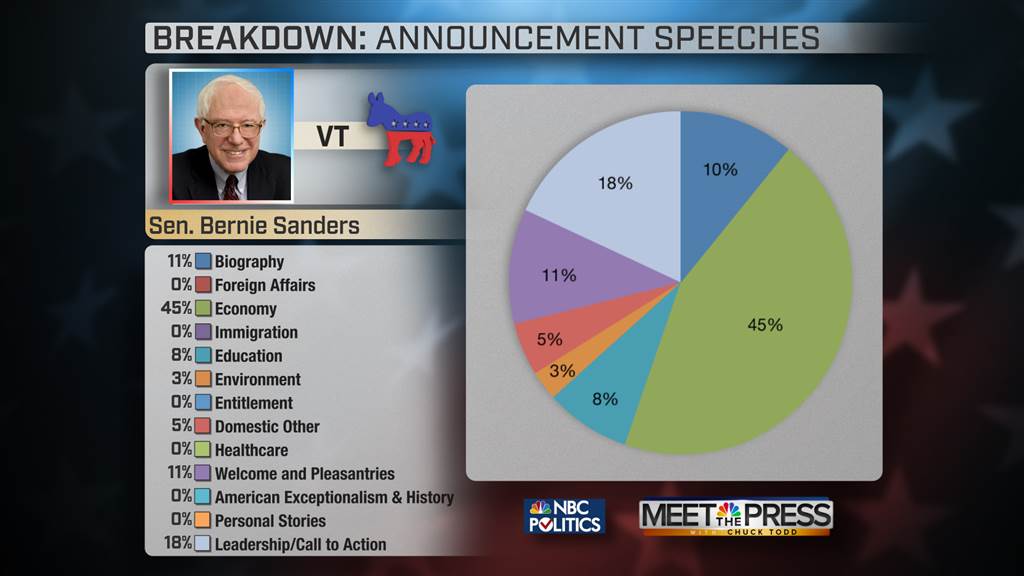 BREAKDOWN: ANNOUNCEMENT SPEECHES
VT
Sen. Bernie Sanders
11% Biography
0% Foreign Affairs
45% Economy
0% Immigration
8% Education
3% Environment
0% Entitlement
5% Domestic Other
0% Healthcare
11% Welcome and Pleasantries
0% American Exceptionalism & History
0% Personal Stories
18% Leadership/Call to Action
10%
18%
11%
45%
5%
3%
8%
NBC
POLITICS
MEET THE PRESS
WITH CHUCK TODD